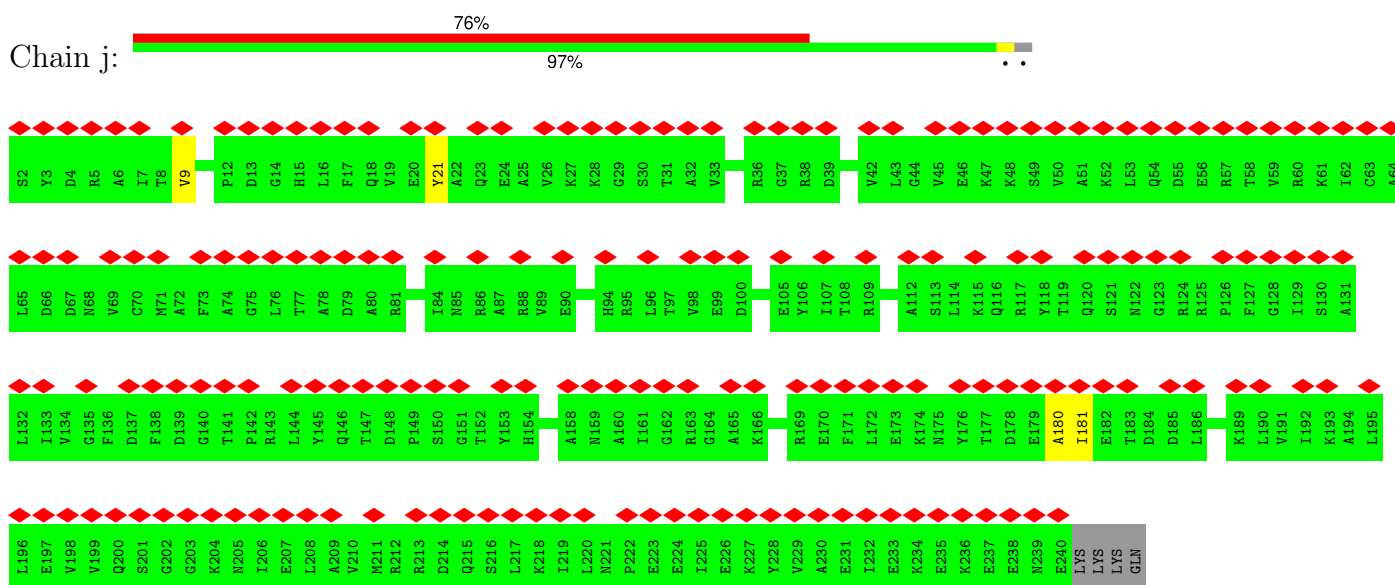 76%
Chain j:
97%
• •
S2 Y3 D4 R5 A6 I7 T8 V9 P12 D13 G14 H15 L16 F17 Q18 V19 E20 Y21 A22 Q23 E24 A25 V26 K27 K28 G29 S30 T31 A32 V33 R36 G37 R38 D39 V42 L43 G44 V45 E46 K47 K48 S49 V50 A51 K52 L53 Q54 D55 E56 R57 T58 V59 R60 K61 I62 C63 A64
L65 D66 D67 N68 V69 C70 M71 A72 F73 A74 G75 L76 T77 A78 D79 A80 R81 I84 N85 R86 A87 R88 V89 E90 H94 R95 L96 T97 V98 E99 D100 E105 Y106 I107 T108 R109 A112 S113 L114 K115 Q116 R117 Y118 T119 Q120 S121 N122 G123 R124 R125 P126 F127 G128 I129 S130 A131
L132 I133 V134 G135 F136 D137 F138 D139 G140 T141 P142 R143 L144 Y145 Q146 T147 D148 P149 S150 G151 T152 Y153 H154 A158 N159 A160 I161 G162 R163 G164 A165 K166 R169 E170 F171 L172 E173 K174 N175 Y176 T177 D178 E179 A180 I181 E182 T183 D184 D185 L186 K189 L190 V191 I192 K193 A194 L195
L196 E197 V198 V199 Q200 S201 G202 G203 K204 N205 I206 E207 L208 A209 V210 M211 R212 R213 D214 Q215 S216 L217 K218 I219 L220 N221 P222 E223 E224 I225 E226 K227 Y228 V229 A230 E231 I232 E233 K234 E235 K236 E237 E238 N239 E240 LYS LYS LYS GLN